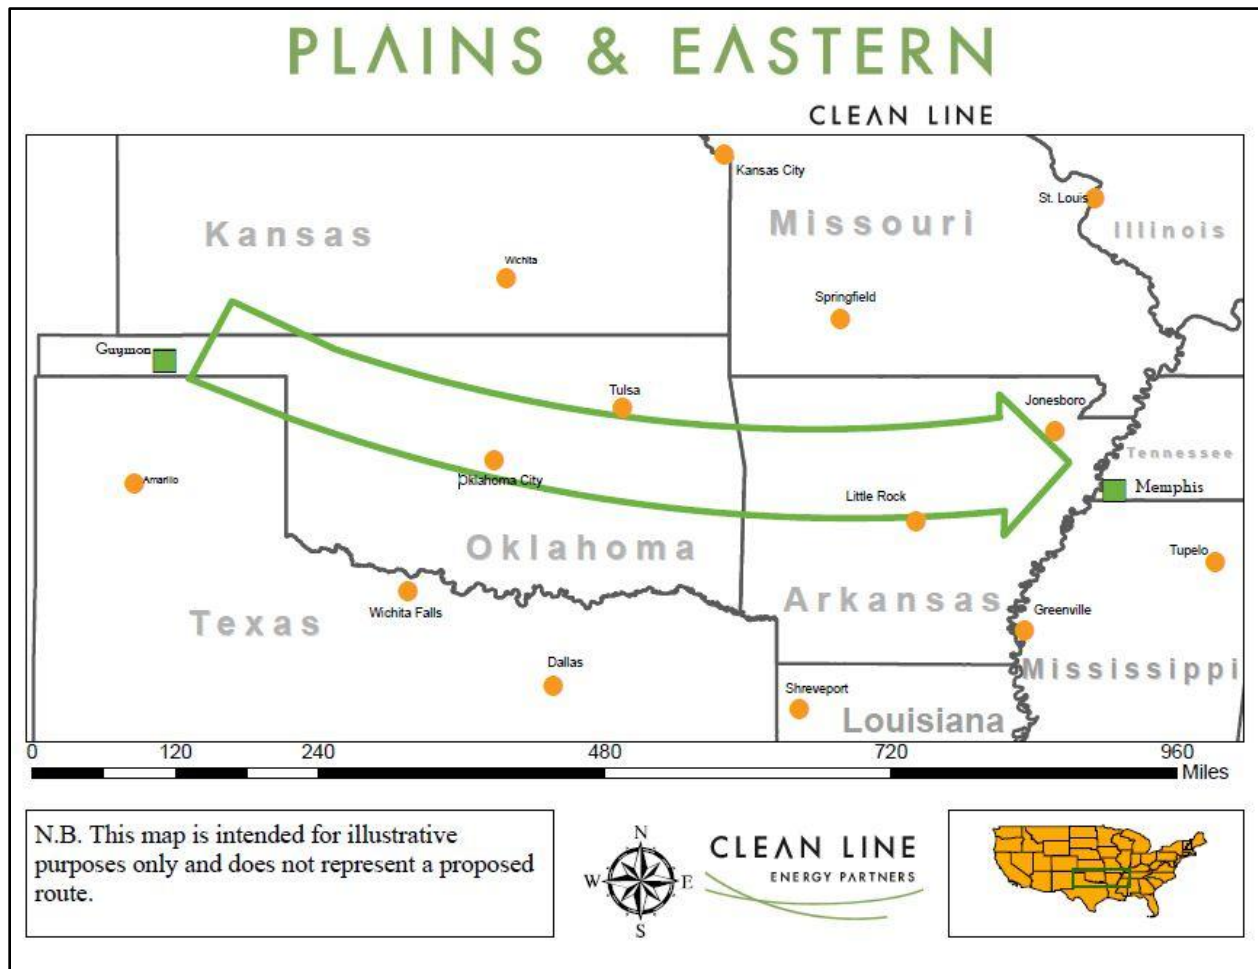 PLAINS & EASTERN
CLEAN LINE
Kansas City
St. Louis
Missouri
Illinois
Kansas
Wichita
Springfield
Guymon
Tulsa
Jonesboro
Tennessee
Amarillo
Oklahoma City
Memphis
Little Rock
Oklahoma
Tupelo
Arkansas
Wichita Falls
Greenville
Texas
Dallas
Mississippi
Shreveport
Louisiana
0 120 240 480 720 960
Miles
N.B. This map is intended for illustrative
purposes only and does not represent a proposed
route.
N
W E
S
CLEAN LINE
ENERGY PARTNERS